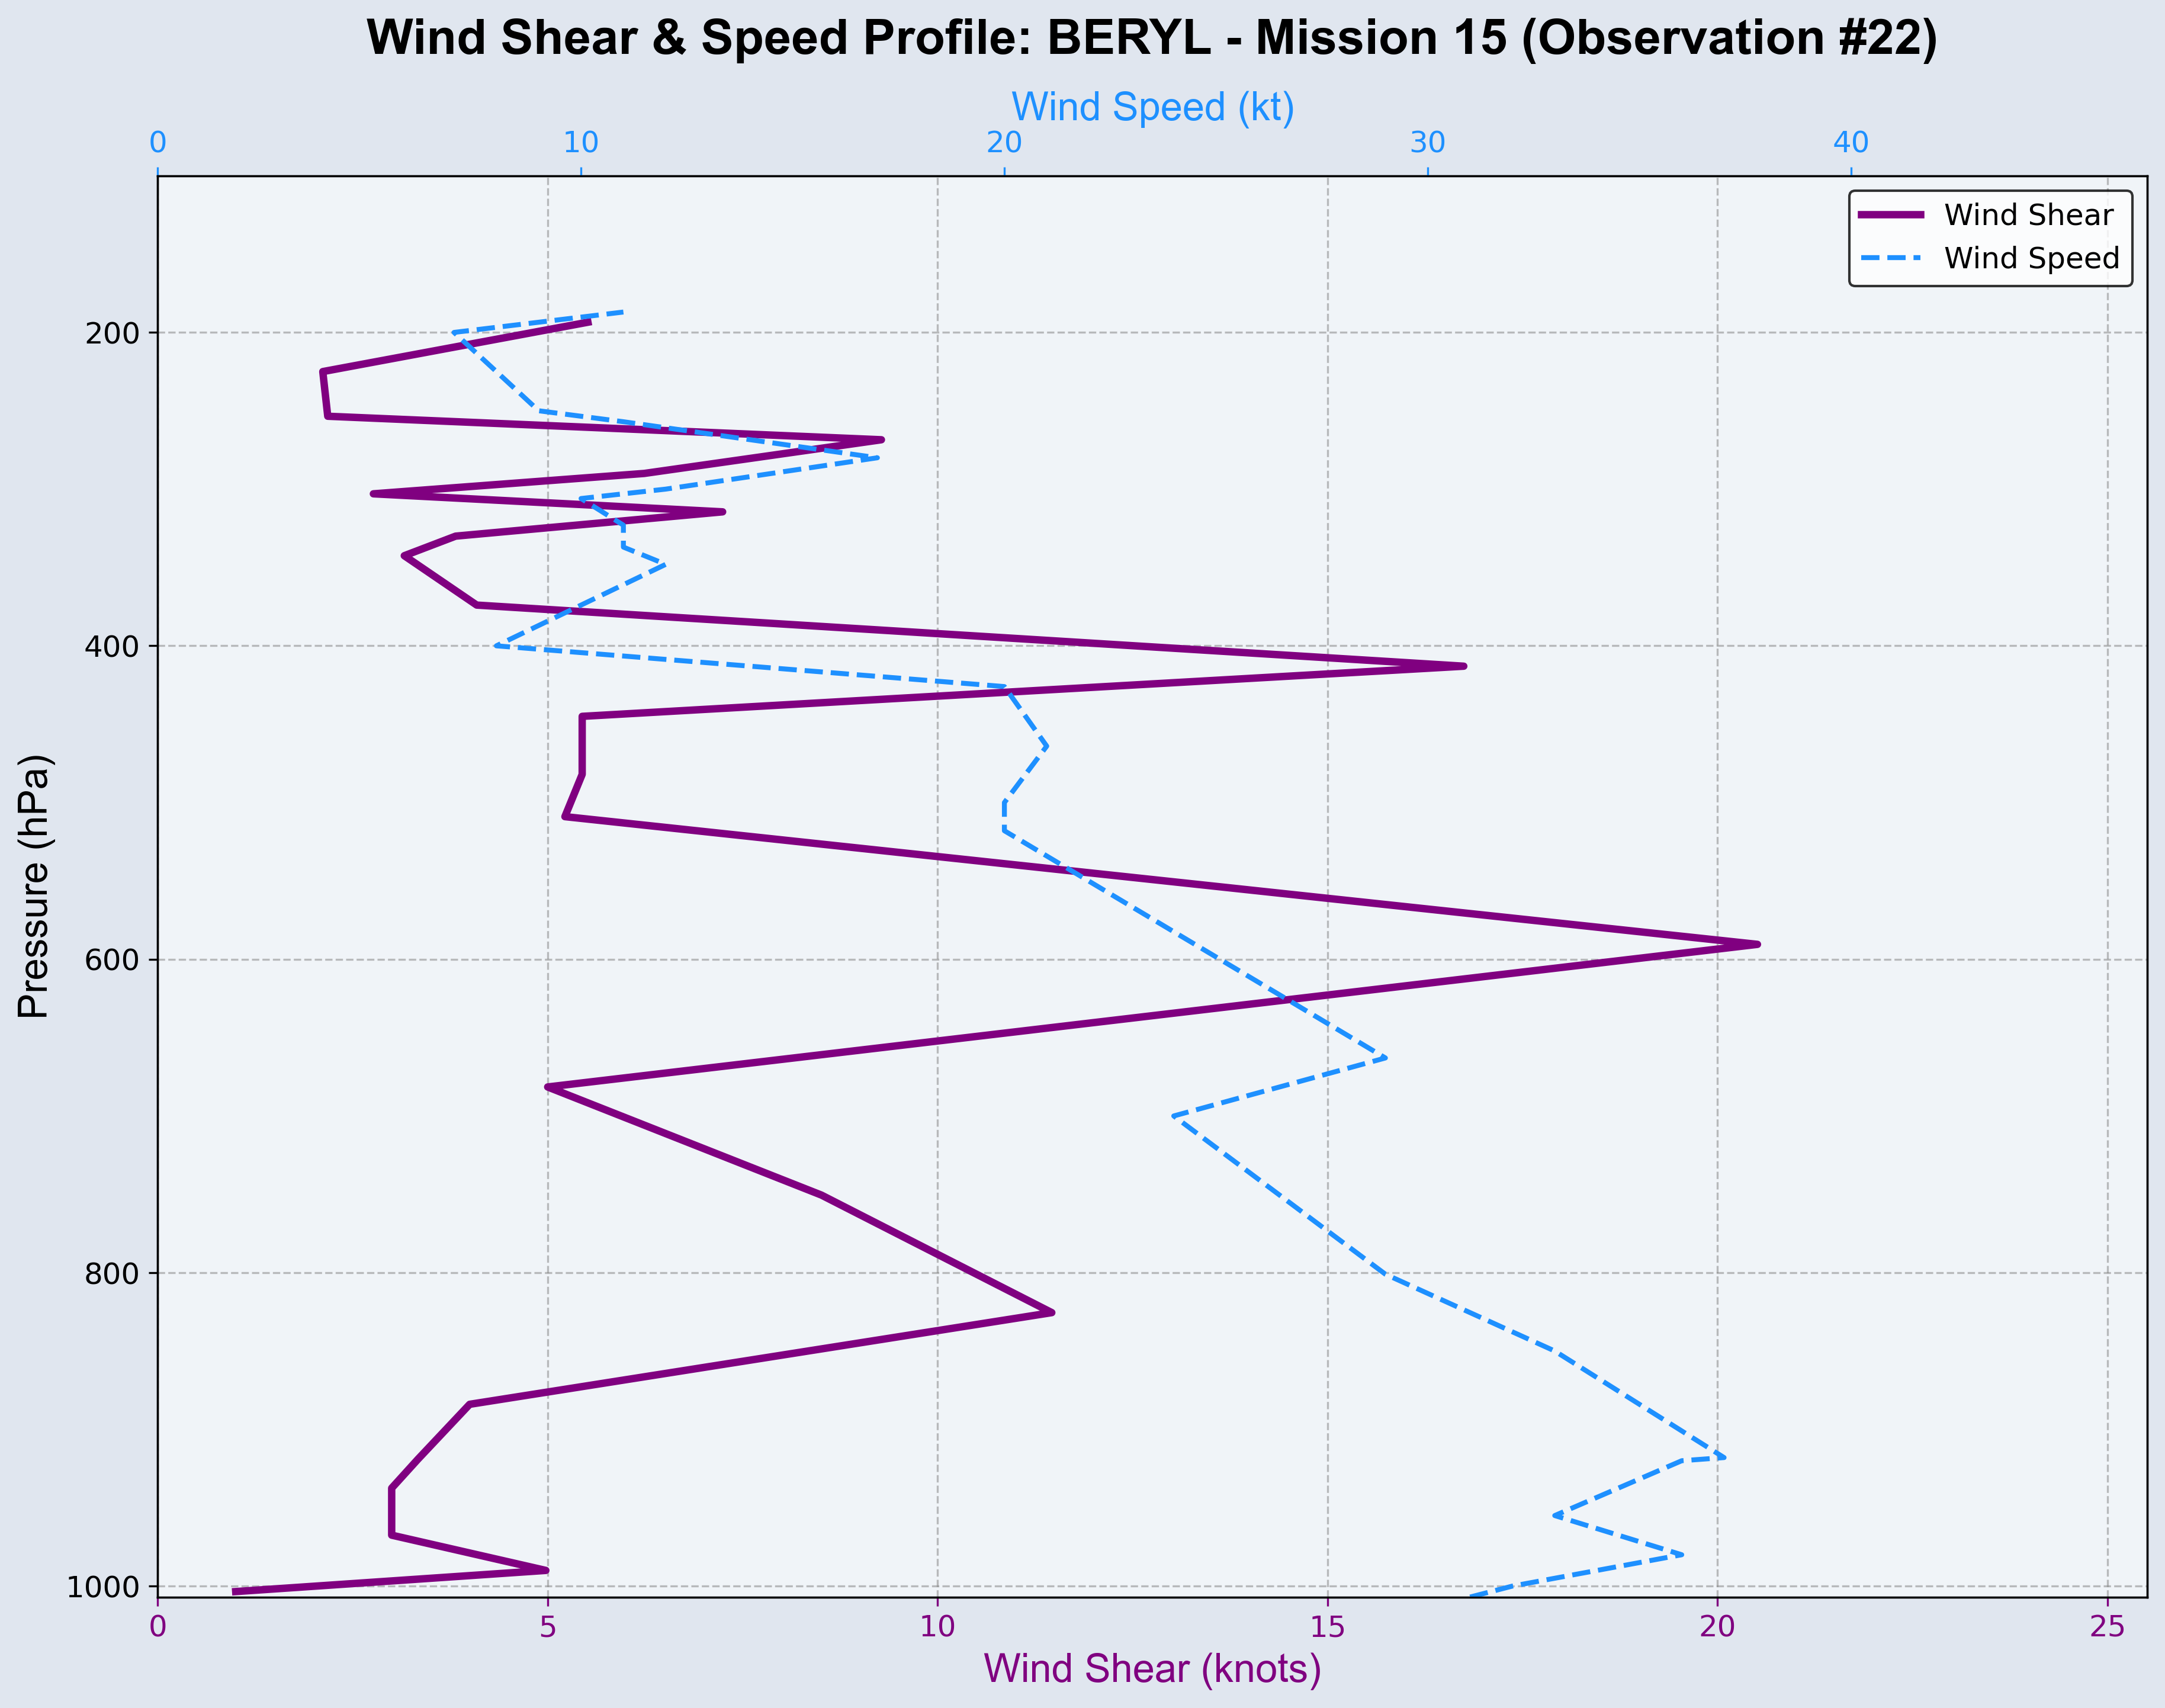 Wind Shear & Speed Profile: BERYL - Mission 15 (Observation #22)
Wind Speed (kt)
0 10 20 30 40
Wind Shear
Wind Speed
200
400
600
800
1000
Pressure (hPa)
0 5 10 15 20 25
Wind Shear (knots)